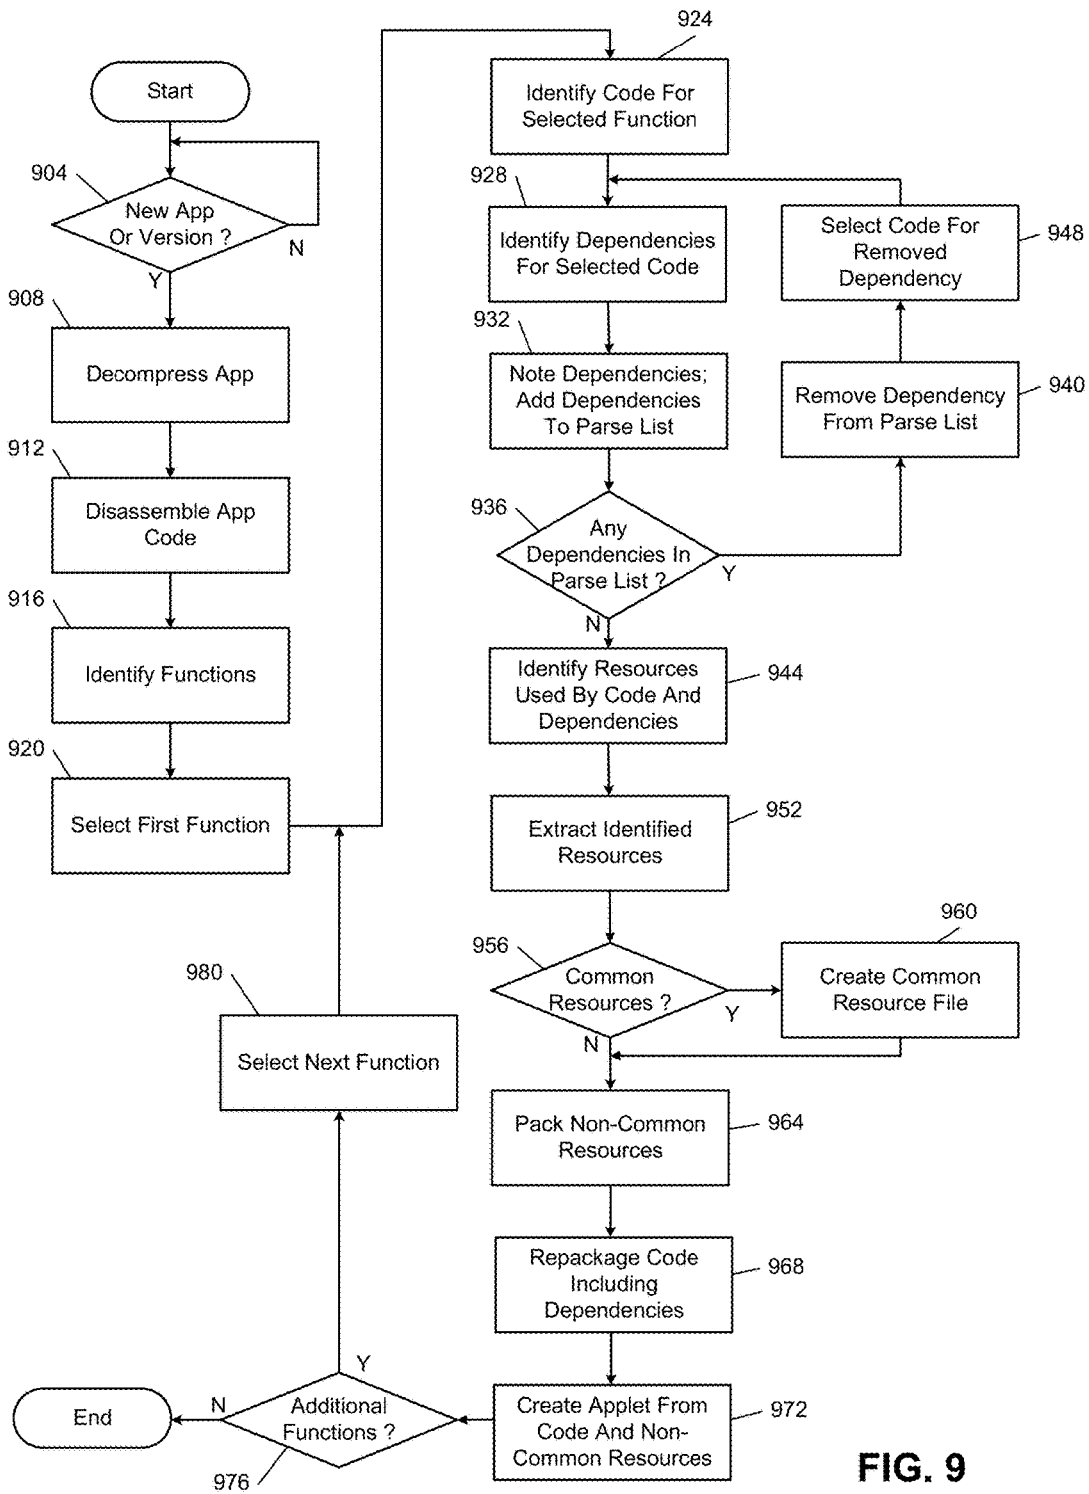 Start
904
New App
Or Version ?
N
Y
908
Decompress App
912
Disassemble App
Code
916
Identify Functions
920
Select First Function
924
Identify Code For
Selected Function
928
Identify Dependencies
For Selected Code
932
Note Dependencies;
Add Dependencies
To Parse List
936
Any
Dependencies In
Parse List ?
Y
N
940
Remove Dependency
From Parse List
948
Select Code For
Removed
Dependency
944
Identify Resources
Used By Code And
Dependencies
952
Extract Identified
Resources
956
Common
Resources ?
Y
N
960
Create Common
Resource File
964
Pack Non-Common
Resources
968
Repackage Code
Including
Dependencies
972
Create Applet From
Code And Non-
Common Resources
976
Additional
Functions ?
Y
N
980
Select Next Function
End
FIG. 9